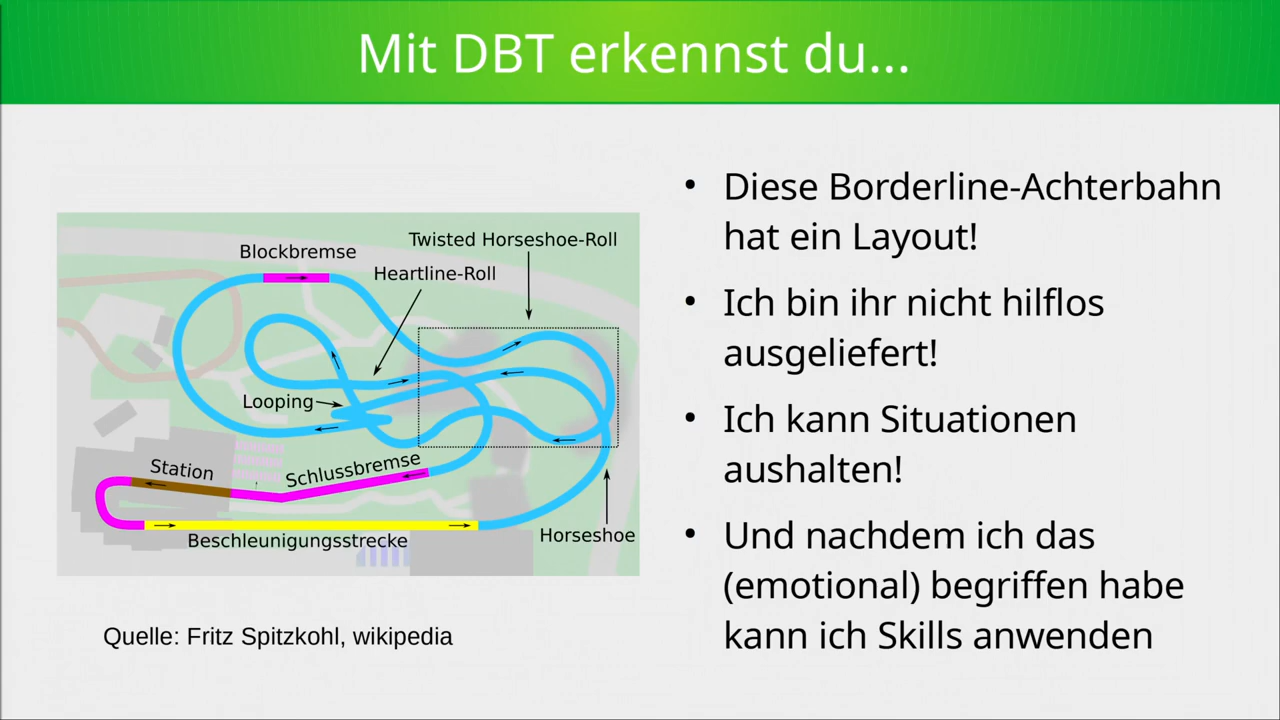 Mit DBT erkennst du...
Twisted Horseshoe-Roll
Blockbremse
Heartline-Roll
Looping
Station
Schlussbremse
Beschleunigungsstrecke
Horseshoe
Quelle: Fritz Spitzkohl, wikipedia
• Diese Borderline-Achterbahn
hat ein Layout!
• Ich bin ihr nicht hilflos
ausgeliefert!
• Ich kann Situationen
aushalten!
• Und nachdem ich das
(emotional) begriffen habe
kann ich Skills anwenden